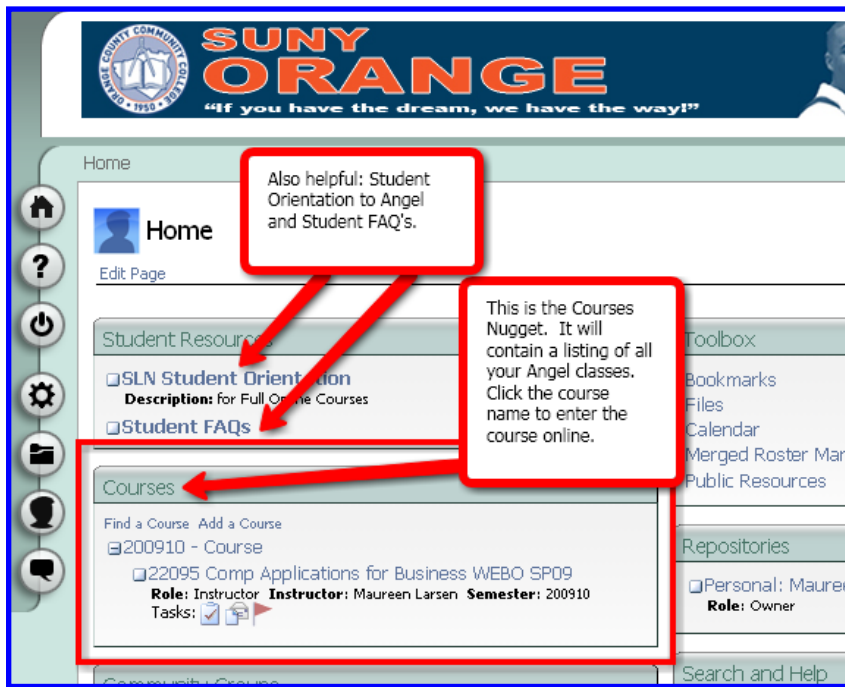 ORANGE COUNTY COMMUNITY COLLEGE
1950
SUNY
ORANGE
“If you have the dream, we have the way!”
Home
Also helpful: Student
Orientation to Angel
and Student FAQ's.
Home
Edit Page
This is the Courses
Nugget. It will
contain a listing of all
your Angel classes.
Click the course
name to enter the
course online.
Student Resources
SLN Student Orientation
Description: for Full Online Courses
Student FAQs
Courses
Find a Course Add a Course
200910 - Course
22095 Comp Applications for Business WEBO SP09
Role: Instructor Instructor: Maureen Larsen Semester: 200910
Tasks:
Community Groups
Toolbox
Bookmarks
Files
Calendar
Merged Roster Mar
Public Resources
Repositories
Personal: Mauree
Role: Owner
Search and Help